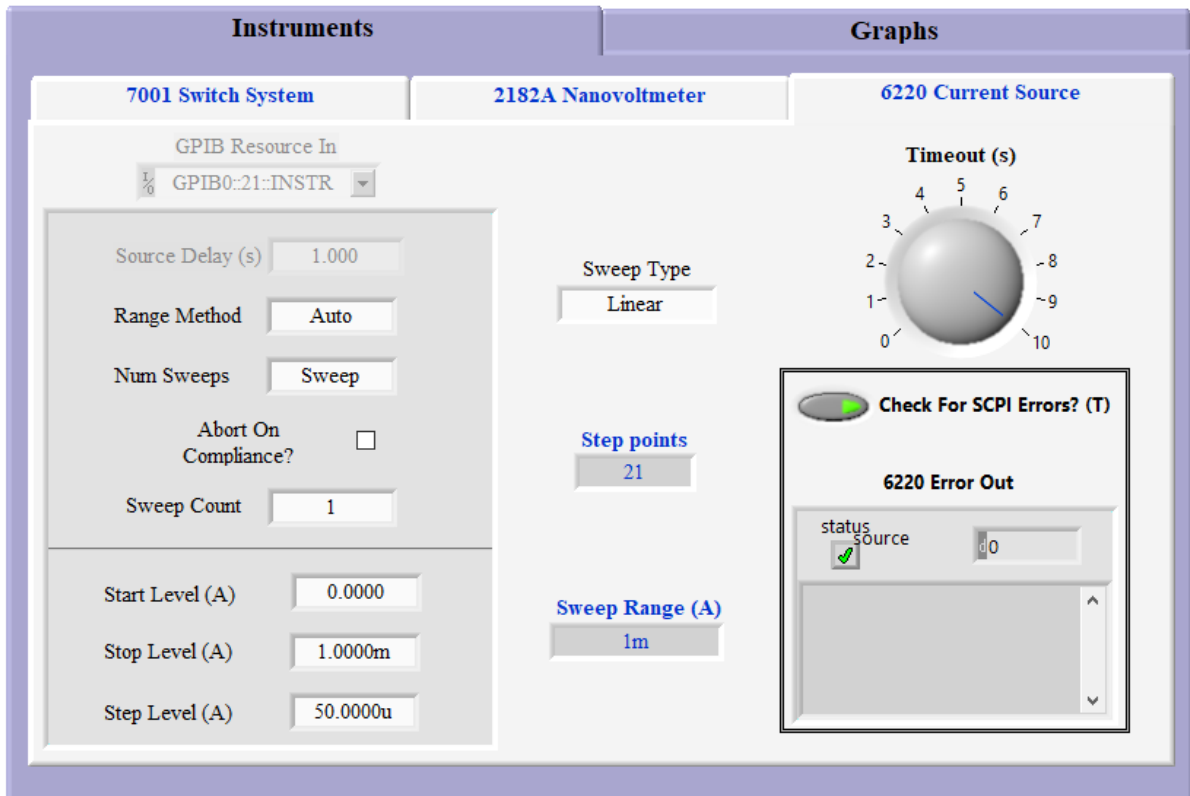 Instruments
Graphs
7001 Switch System
2182A Nanovoltmeter
6220 Current Source
GPIB Resource In
I/0 GPIB0::21::INSTR
Source Delay (s) 1.000
Range Method Auto
Num Sweeps Sweep
Abort On
Compliance?
Sweep Count 1
Start Level (A) 0.0000
Stop Level (A) 1.0000m
Step Level (A) 50.0000u
Sweep Type
Linear
Step points
21
Sweep Range (A)
1m
Timeout (s)
0 1 2 3 4 5 6 7 8 9 10
Check For SCPI Errors? (T)
6220 Error Out
status
source
d0